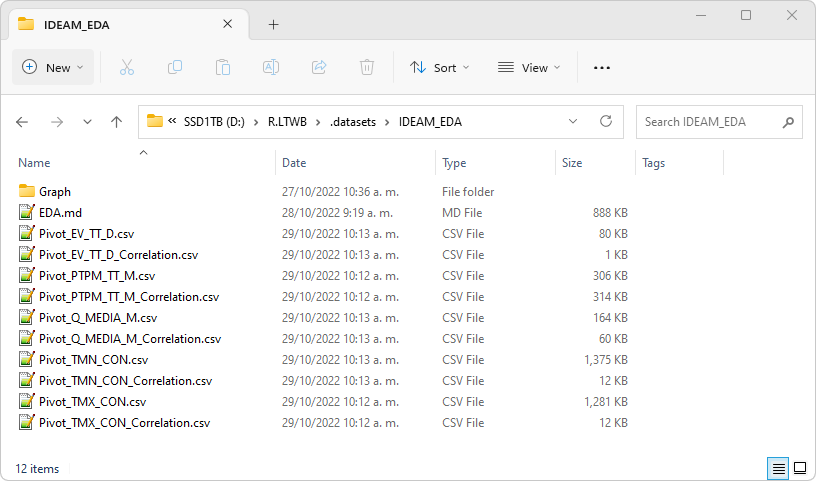 IDEAM_EDA
New Sort View
SSD1TB (D:) R.LTWB .datasets IDEAM_EDA Search IDEAM_EDA
Name Date Type Size Tags
Graph 27/10/2022 10:36 a. m. File folder
EDA.md 28/10/2022 9:19 a. m. MD File 888 KB
Pivot_EV_TT_D.csv 29/10/2022 10:13 a. m. CSV File 80 KB
Pivot_EV_TT_D_Correlation.csv 29/10/2022 10:13 a. m. CSV File 1 KB
Pivot_PTPM_TT_M.csv 29/10/2022 10:12 a. m. CSV File 306 KB
Pivot_PTPM_TT_M_Correlation.csv 29/10/2022 10:12 a. m. CSV File 314 KB
Pivot_Q_MEDIA_M.csv 29/10/2022 10:13 a. m. CSV File 164 KB
Pivot_Q_MEDIA_M_Correlation.csv 29/10/2022 10:13 a. m. CSV File 60 KB
Pivot_TMN_CON.csv 29/10/2022 10:13 a. m. CSV File 1,375 KB
Pivot_TMN_CON_Correlation.csv 29/10/2022 10:13 a. m. CSV File 12 KB
Pivot_TMX_CON.csv 29/10/2022 10:12 a. m. CSV File 1,281 KB
Pivot_TMX_CON_Correlation.csv 29/10/2022 10:12 a. m. CSV File 12 KB
12 items